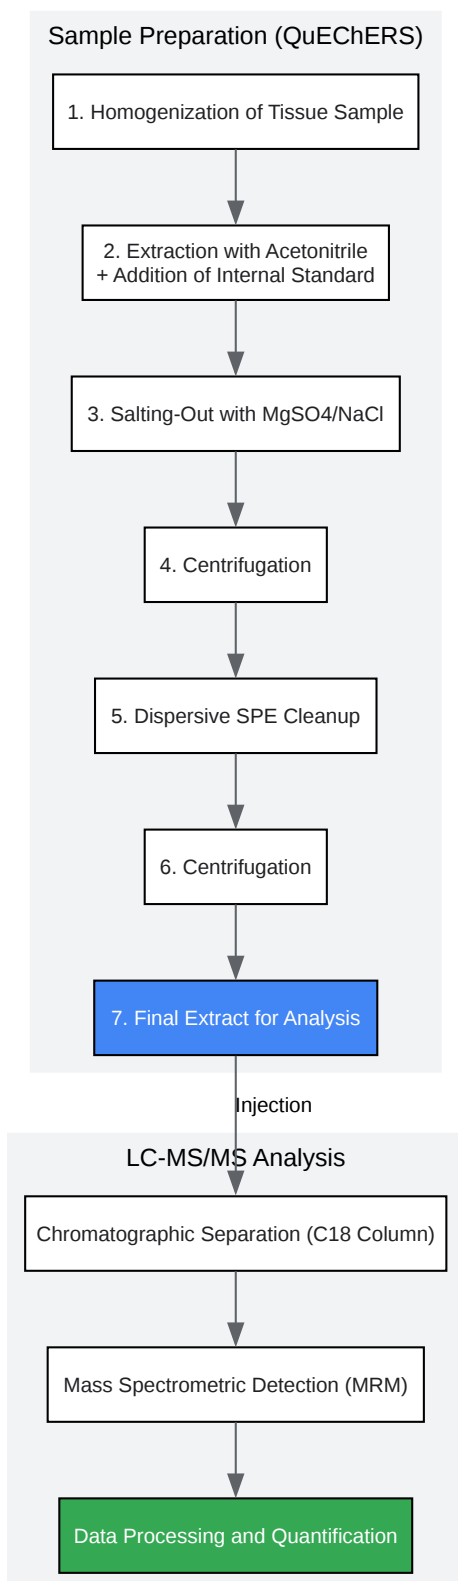 Sample Preparation (QuEChERS)
1. Homogenization of Tissue Sample
2. Extraction with Acetonitrile
+ Addition of Internal Standard
3. Salting-Out with MgSO4/NaCl
4. Centrifugation
5. Dispersive SPE Cleanup
6. Centrifugation
7. Final Extract for Analysis
Injection
LC-MS/MS Analysis
Chromatographic Separation (C18 Column)
Mass Spectrometric Detection (MRM)
Data Processing and Quantification